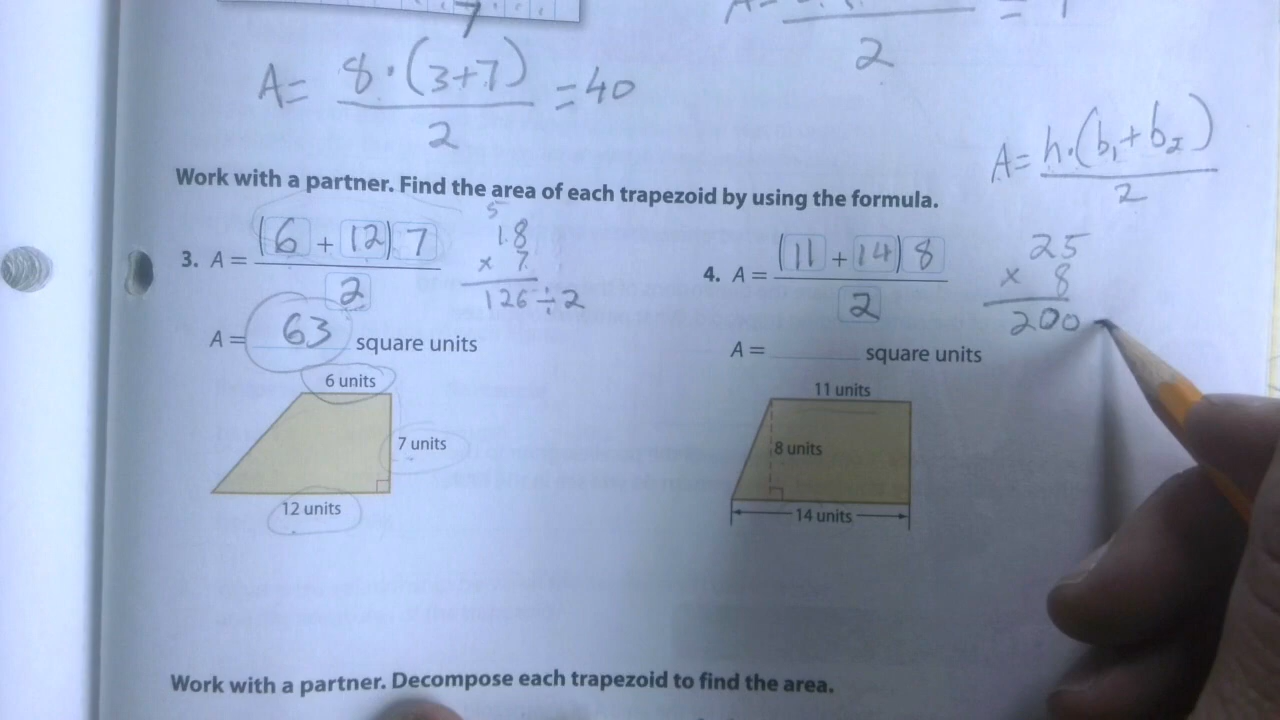 7
2
A = 8 · (3+7) = 40
2
A = h·(b₁ + b₂)
2
Work with a partner. Find the area of each trapezoid by using the formula.
3. A = (6 + 12) 7
2
5
18
× 7
126 ÷ 2
A = 63 square units
6 units
7 units
12 units
4. A = (11 + 14) 8
2
25
× 8
200
A = square units
11 units
8 units
14 units
Work with a partner. Decompose each trapezoid to find the area.